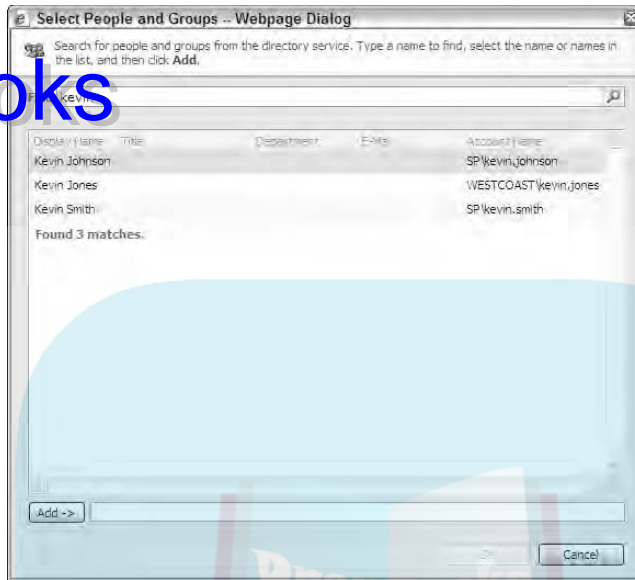 Select People and Groups -- Webpage Dialog
Search for people and groups from the directory service. Type a name to find, select the name or names in
the list, and then click Add.
oks
kevin
Display Name Title Department E-Mail Account Name
Kevin Johnson SP\kevin.johnson
Kevin Jones WESTCOAST\kevin.jones
Kevin Smith SP\kevin.smith
Found 3 matches.
Add ->
Cancel